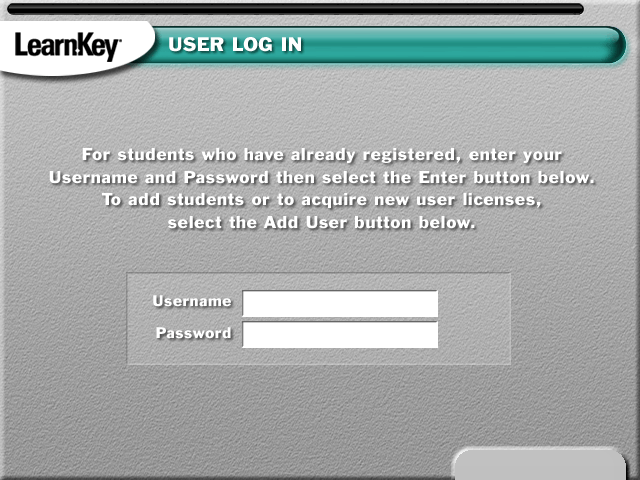 LearnKey
USER LOG IN
For students who have already registered, enter your
Username and Password then select the Enter button below.
To add students or to acquire new user licenses,
select the Add User button below.
Username
Password